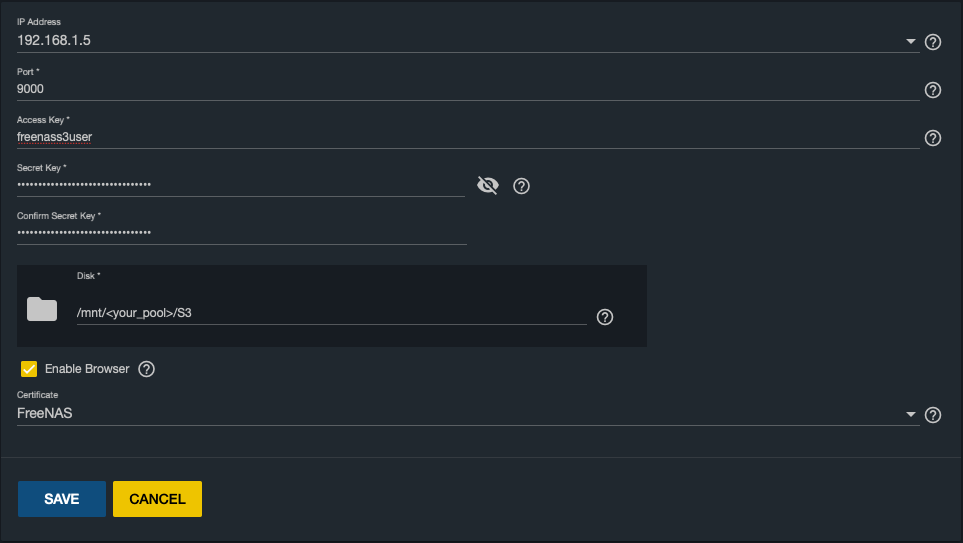 IP Address
192.168.1.5
Port *
9000
Access Key *
freenass3user
Secret Key *
••••••••••••••••••••••••••••••••
Confirm Secret Key *
••••••••••••••••••••••••••••••••
Disk *
/mnt/<your_pool>/S3
Enable Browser
Certificate
FreeNAS
SAVE CANCEL